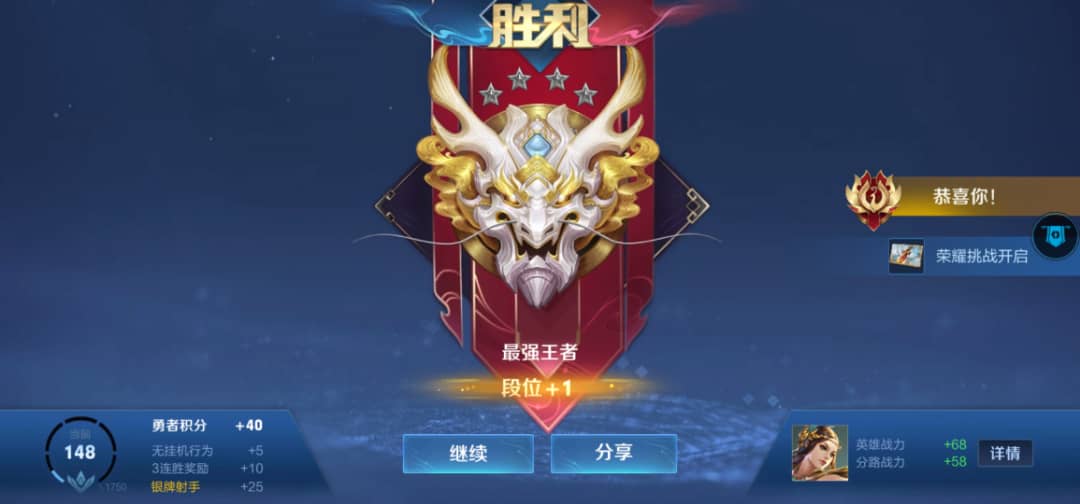 胜利
恭喜你!
荣耀挑战开启
最强王者
段位+1
当前
148
1750
勇者积分 +40
无挂机行为 +5
3连胜奖励 +10
银牌射手 +25
继续
分享
英雄战力 +68
分路战力 +58
详情